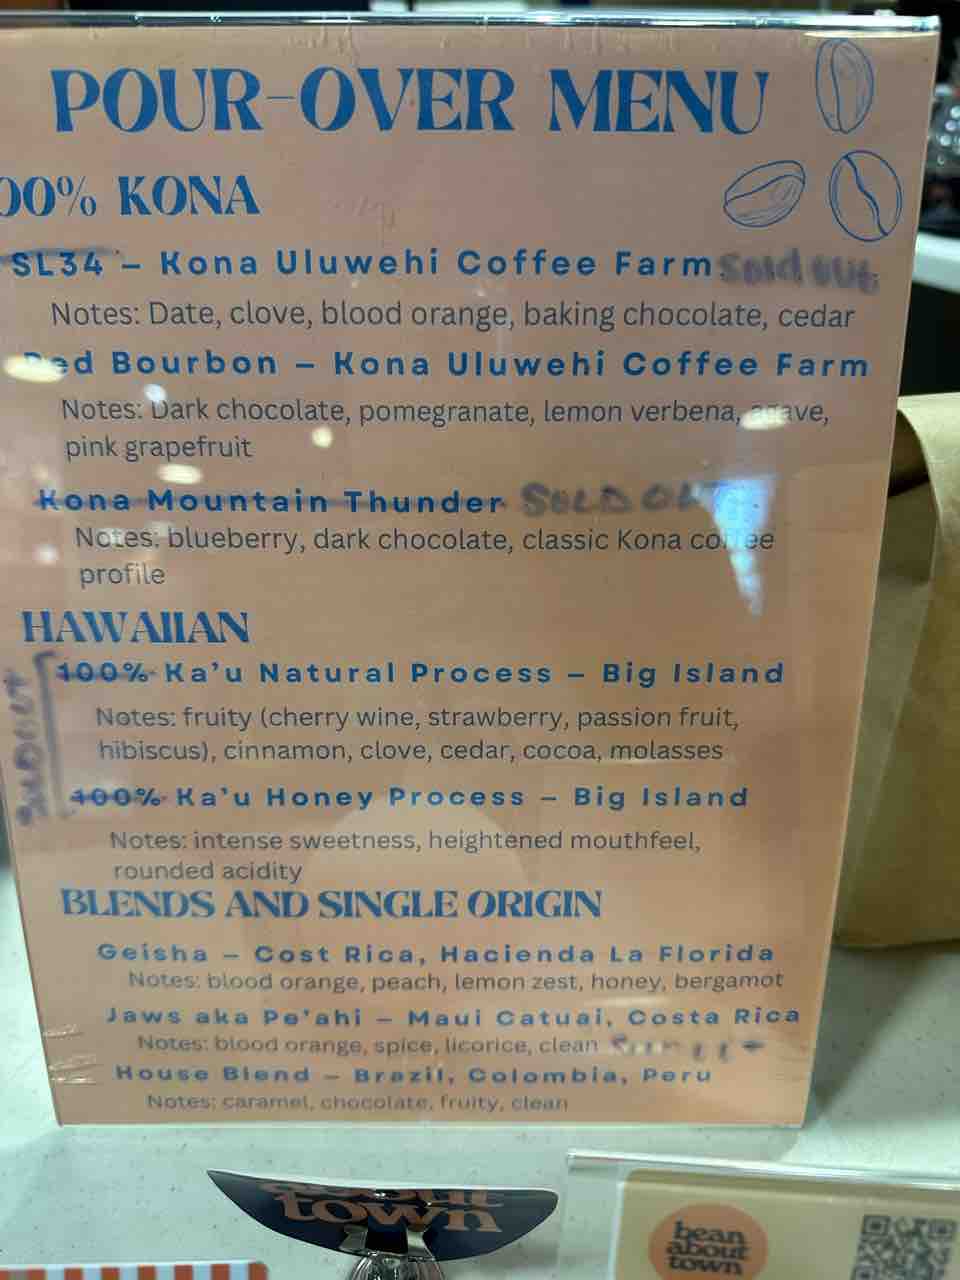 POUR-OVER MENU
00% KONA
SL34 – Kona Uluwehi Coffee Farm Sold out
Notes: Date, clove, blood orange, baking chocolate, cedar
Red Bourbon – Kona Uluwehi Coffee Farm
Notes: Dark chocolate, pomegranate, lemon verbena, agave,
pink grapefruit
Kona Mountain Thunder SOLD OUT
Notes: blueberry, dark chocolate, classic Kona coffee
profile
HAWAIIAN
100% Ka'u Natural Process – Big Island
Notes: fruity (cherry wine, strawberry, passion fruit,
hibiscus), cinnamon, clove, cedar, cocoa, molasses
100% Ka'u Honey Process – Big Island
Notes: intense sweetness, heightened mouthfeel,
rounded acidity
BLENDS AND SINGLE ORIGIN
Geisha – Cost Rica, Hacienda La Florida
Notes: blood orange, peach, lemon zest, honey, bergamot
Jaws aka Pe'ahi – Maui Catuai, Costa Rica
Notes: blood orange, spice, licorice, clean
House Blend – Brazil, Colombia, Peru
Notes: caramel, chocolate, fruity, clean
about
town
bean
about
town